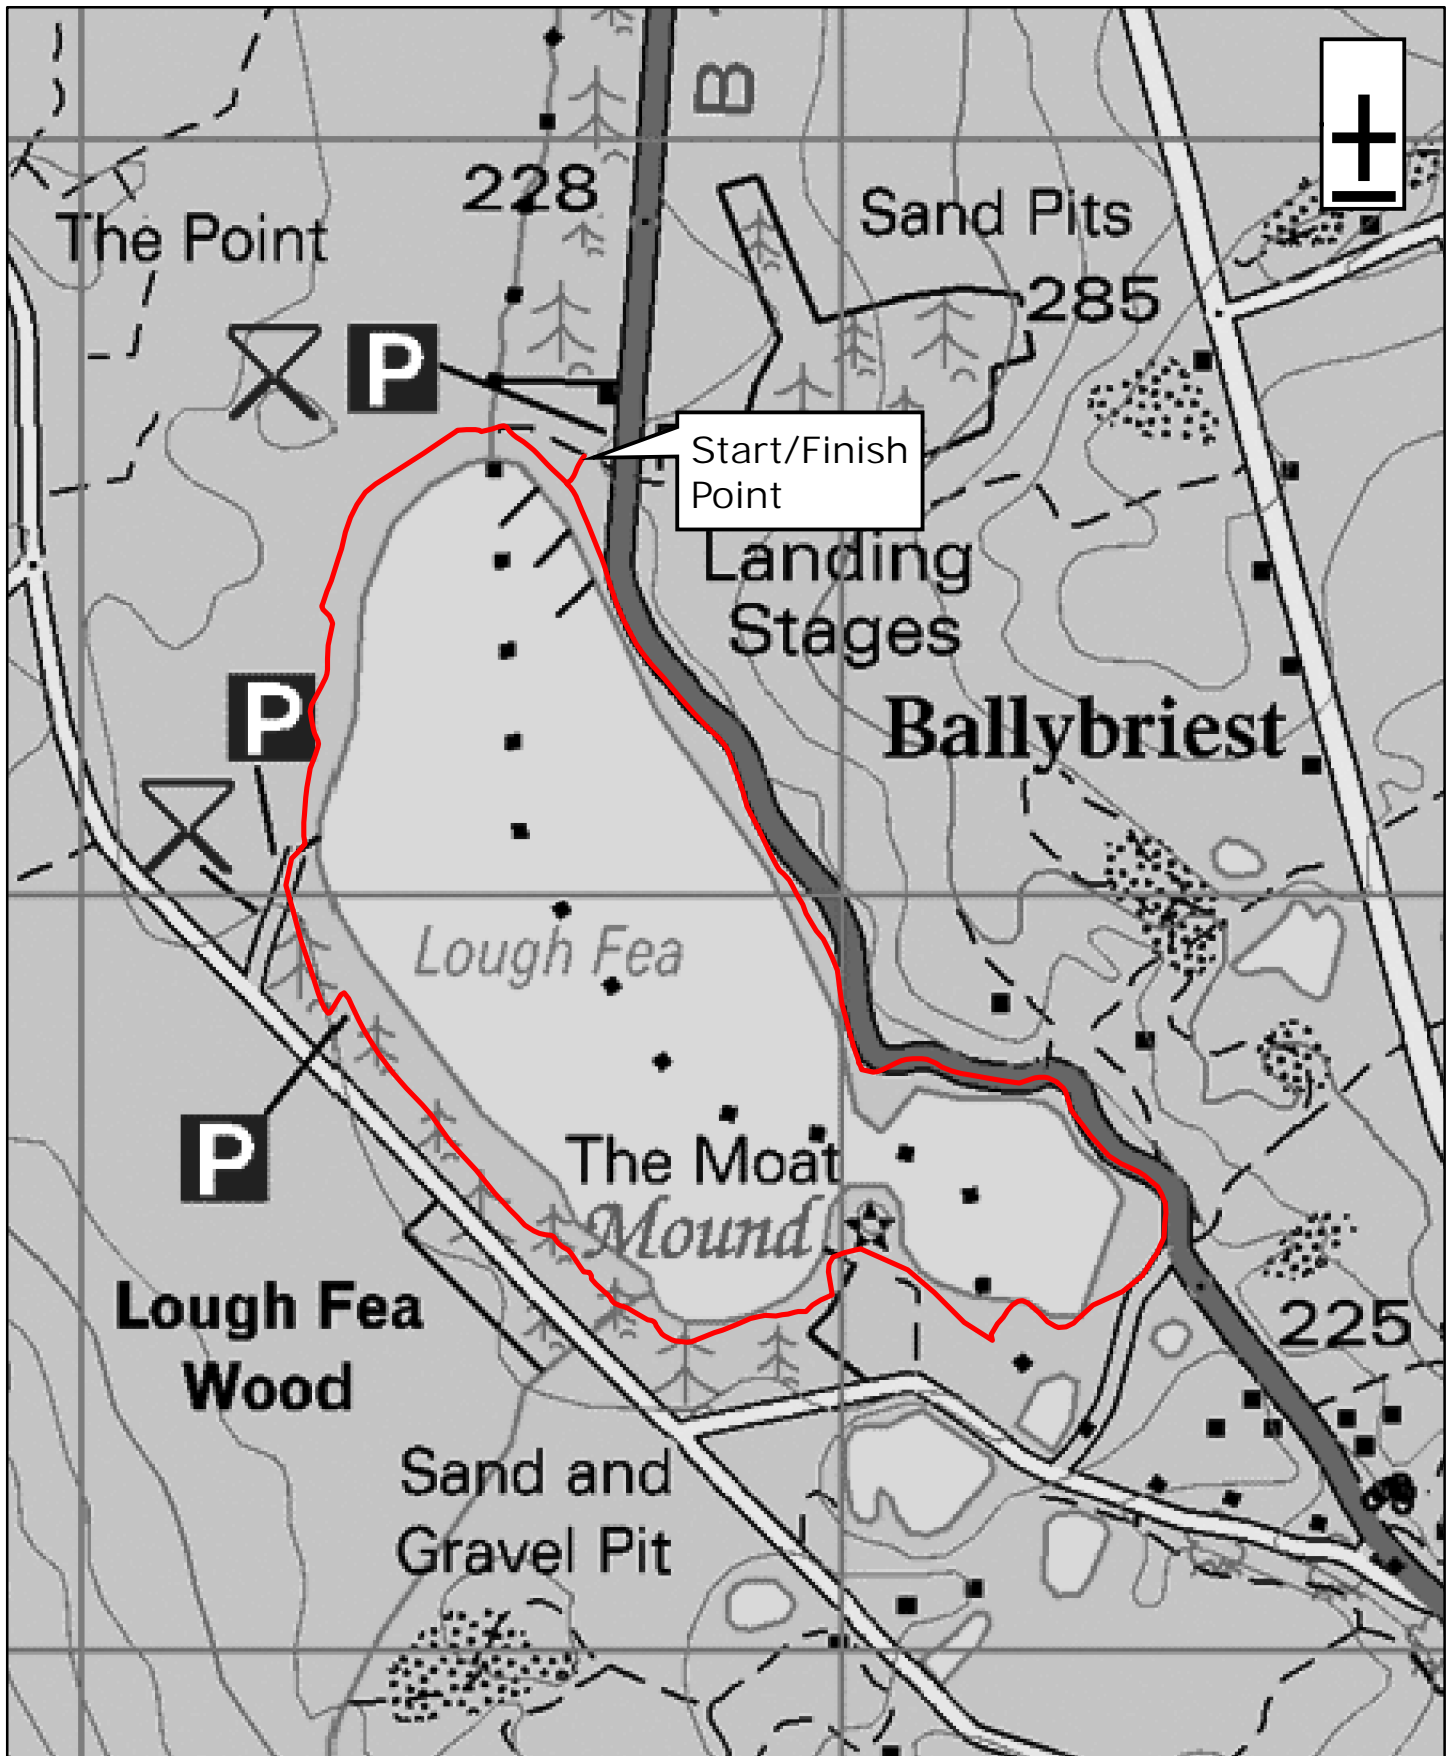 B
228
The Point
Sand Pits
285
P
Start/Finish
Point
Landing
Stages
P
Ballybriest
Lough Fea
P
The Moat
Mound
Lough Fea
Wood
225
Sand and
Gravel Pit